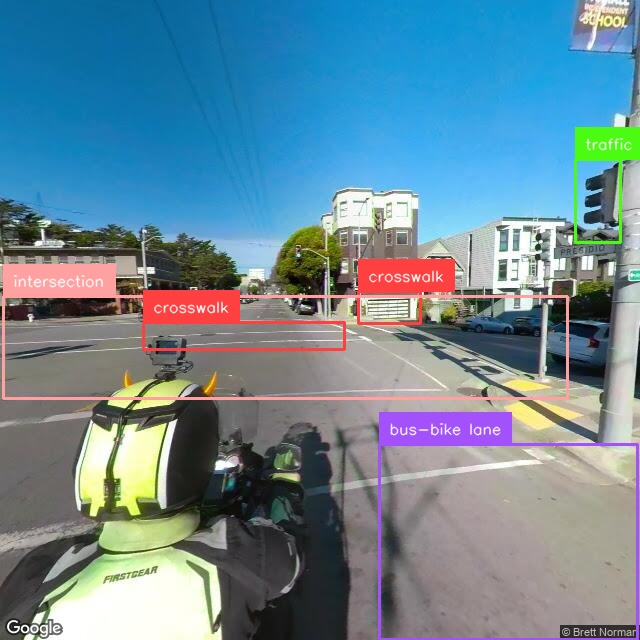 INDEPENDENT
SCHOOL
traffic
PRESIDIO
crosswalk
intersection
crosswalk
bus-bike lane
FIRSTGEAR
Google
© Brett Norman